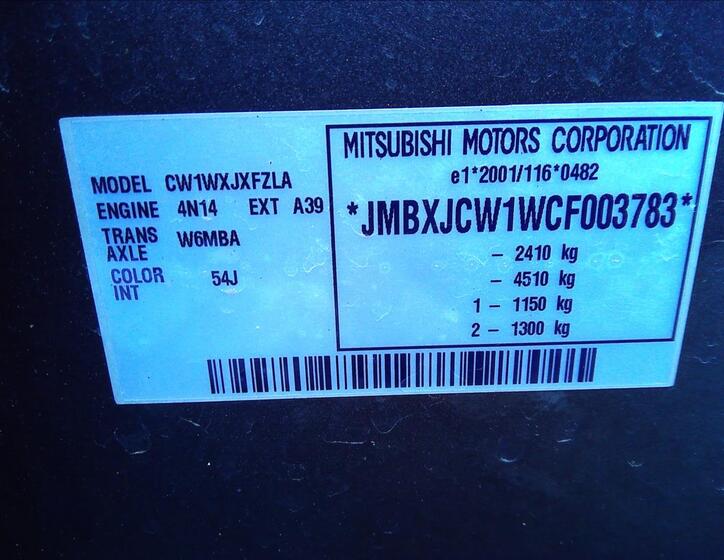 MODEL CW1WXJXFZLA
ENGINE 4N14 EXT A39
TRANS AXLE W6MBA
COLOR INT 54J
MITSUBISHI MOTORS CORPORATION
e1*2001/116*0482
*JMBXJCW1WCF003783*
– 2410 kg
– 4510 kg
1 – 1150 kg
2 – 1300 kg